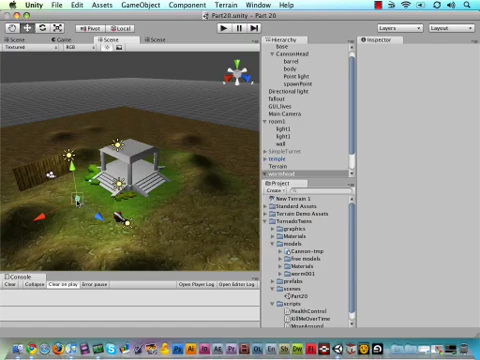 Unity File Edit Assets GameObject Component Terrain Window Help
Part20.unity - Part 20
Pivot Local Layers Layout
Scene Game Scene
Textured RGB
Hierarchy
Inspector
base
CannonHead
barrel
body
Point light
spawnPoint
Directional light
fallout
GUI.lives
Main Camera
room1
light1
light1
wall
SimpleTurret
temple
Terrain
wormhead
Project
Create
New Terrain 1
Standard Assets
Terrain Demo Assets
TornadoTwins
graphics
Materials
models
Cannon-tmp
free models
Materials
worm001
prefabs
scenes
Part20
scripts
HealthControl
MoveAround
Console
Clear Collapse Clear on play Error pause Open Player Log Open Editor Log